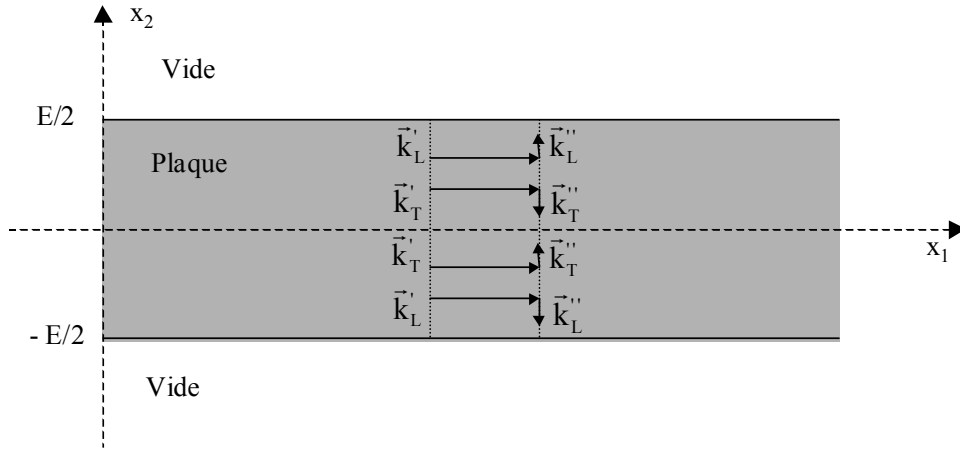 x₂
Vide
E/2
k⃗'L k⃗''L
Plaque
k⃗'T k⃗''T
x₁
k⃗'T k⃗''T
k⃗'L k⃗''L
- E/2
Vide